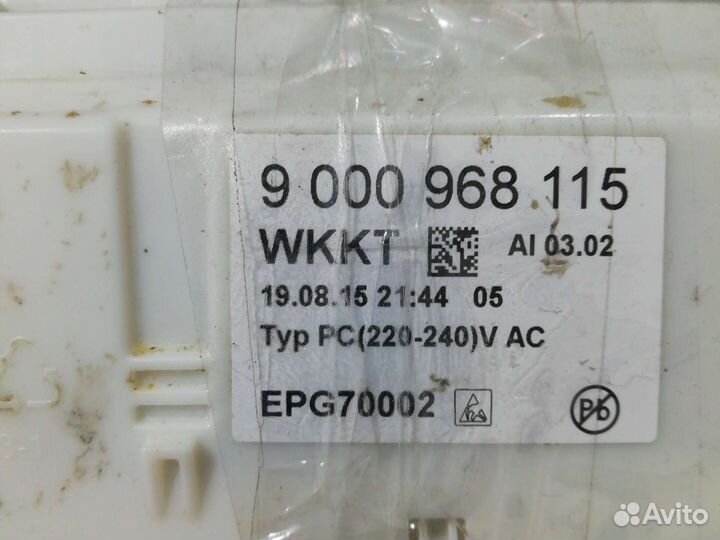 9 000 968 115
WKKT AI 03.02
19.08.15 21:44 05
Typ PC(220-240)V AC
EPG70002 Pb
Avito